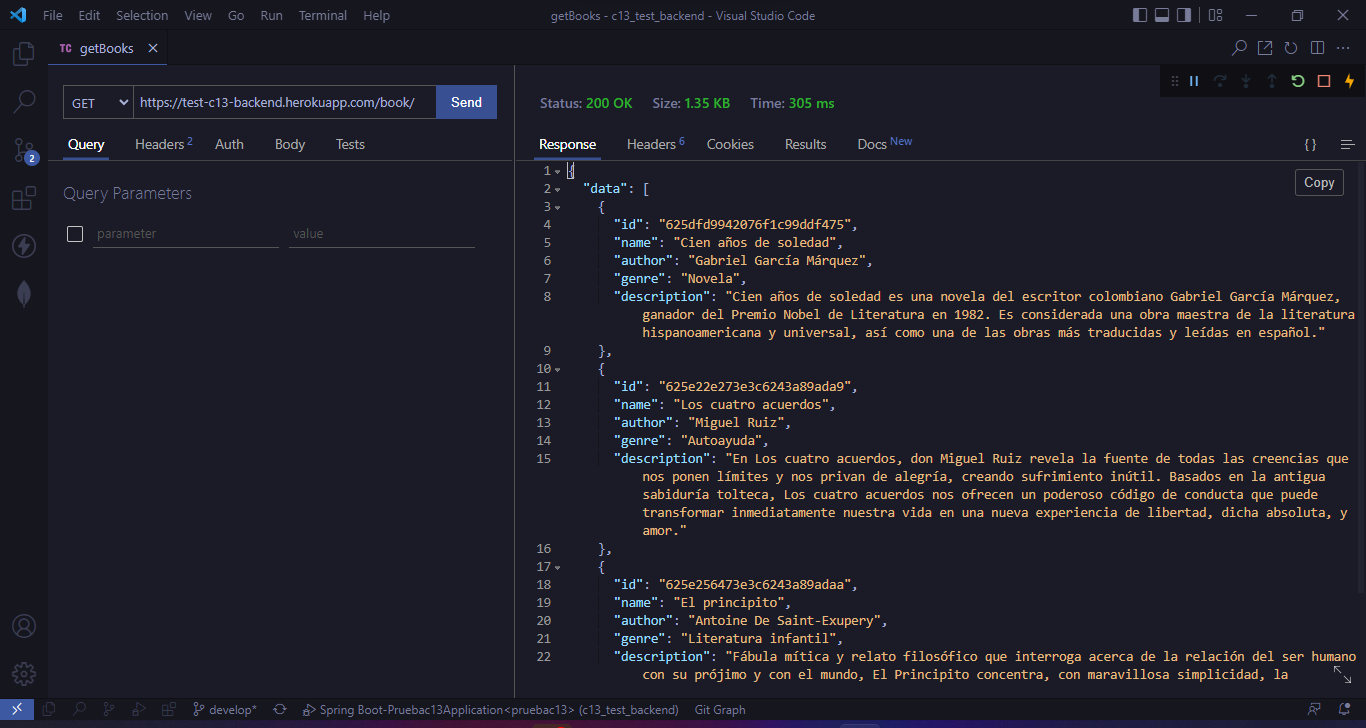 File Edit Selection View Go Run Terminal Help getBooks - c13_test_backend - Visual Studio Code
TC getBooks
GET https://test-c13-backend.herokuapp.com/book/ Send
Status: 200 OK Size: 1.35 KB Time: 305 ms
Query Headers 2 Auth Body Tests
Response Headers 6 Cookies Results Docs New
2
Query Parameters
parameter value
Copy
1 {
2 "data": [
3 {
4 "id": "625dfd9942076f1c99ddf475",
5 "name": "Cien años de soledad",
6 "author": "Gabriel García Márquez",
7 "genre": "Novela",
8 "description": "Cien años de soledad es una novela del escritor colombiano Gabriel García Márquez,
ganador del Premio Nobel de Literatura en 1982. Es considerada una obra maestra de la literatura
hispanoamericana y universal, así como una de las obras más traducidas y leídas en español."
9 },
10 {
11 "id": "625e22e273e3c6243a89ada9",
12 "name": "Los cuatro acuerdos",
13 "author": "Miguel Ruiz",
14 "genre": "Autoayuda",
15 "description": "En Los cuatro acuerdos, don Miguel Ruiz revela la fuente de todas las creencias que
nos ponen límites y nos privan de alegría, creando sufrimiento inútil. Basados en la antigua
sabiduría tolteca, Los cuatro acuerdos nos ofrecen un poderoso código de conducta que puede
transformar inmediatamente nuestra vida en una nueva experiencia de libertad, dicha absoluta, y
amor."
16 },
17 {
18 "id": "625e256473e3c6243a89adaa",
19 "name": "El principito",
20 "author": "Antoine De Saint-Exupery",
21 "genre": "Literatura infantil",
22 "description": "Fábula mítica y relato filosófico que interroga acerca de la relación del ser humano
con su prójimo y con el mundo, El Principito concentra, con maravillosa simplicidad, la
develop* Spring Boot-Pruebac13Application<pruebac13> (c13_test_backend) Git Graph